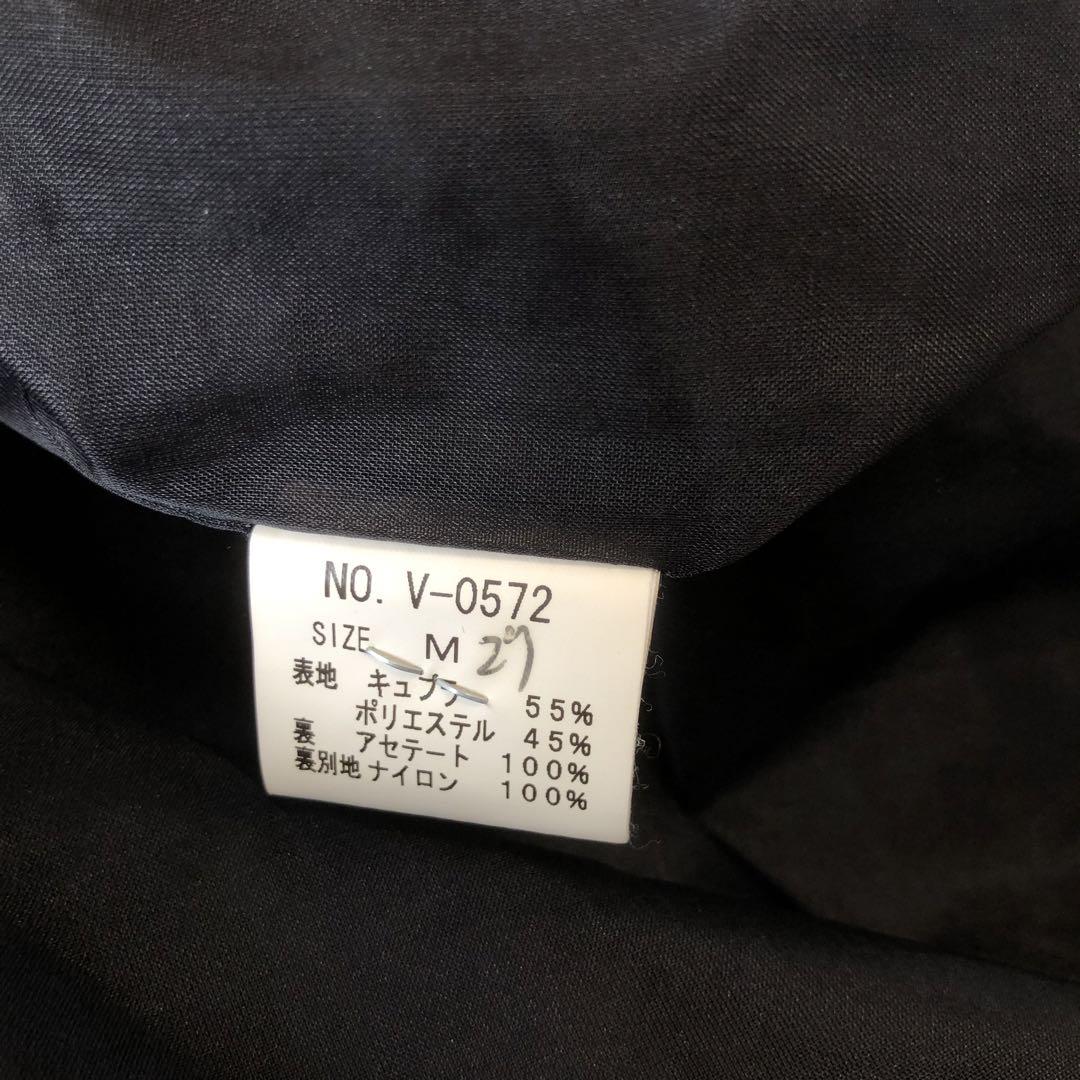 NO. V-0572
SIZE M 27
表地 キュプラ 55%
ポリエステル 45%
裏 アセテート 100%
裏別地 ナイロン 100%